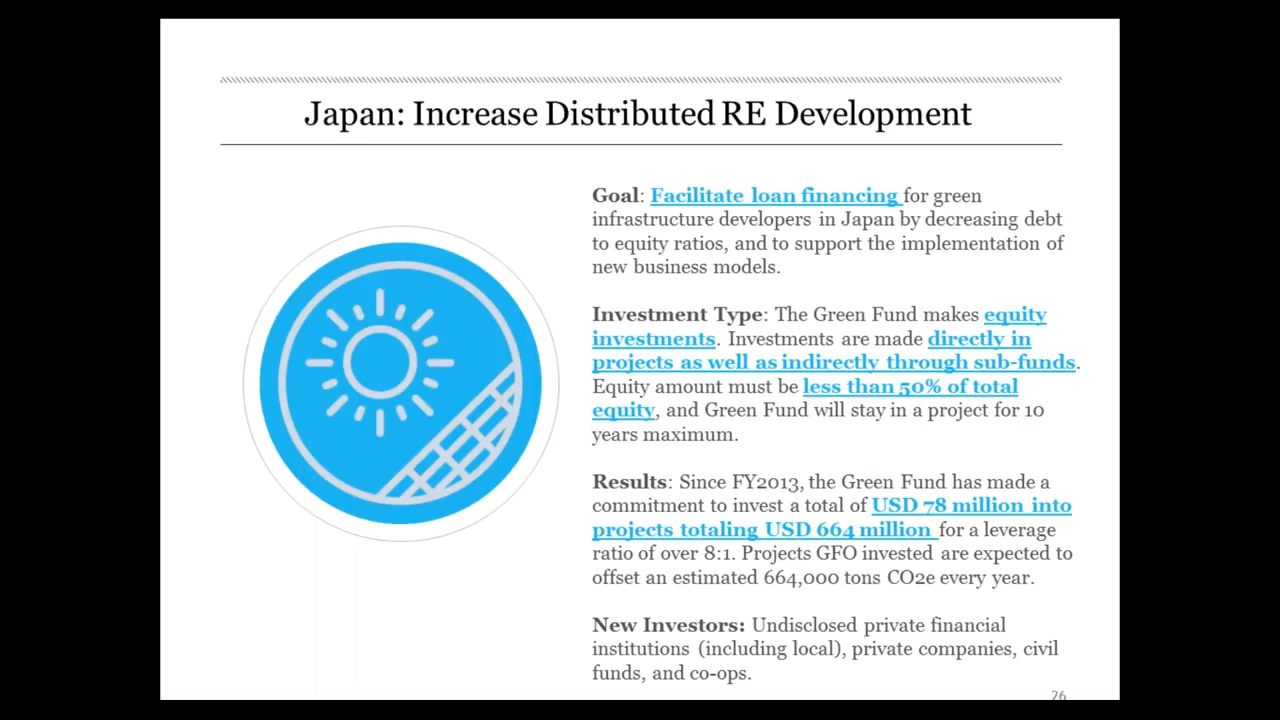 Japan: Increase Distributed RE Development
Goal: Facilitate loan financing for green
infrastructure developers in Japan by decreasing debt
to equity ratios, and to support the implementation of
new business models.
Investment Type: The Green Fund makes equity
investments. Investments are made directly in
projects as well as indirectly through sub-funds.
Equity amount must be less than 50% of total
equity, and Green Fund will stay in a project for 10
years maximum.
Results: Since FY2013, the Green Fund has made a
commitment to invest a total of USD 78 million into
projects totaling USD 664 million for a leverage
ratio of over 8:1. Projects GFO invested are expected to
offset an estimated 664,000 tons CO2e every year.
New Investors: Undisclosed private financial
institutions (including local), private companies, civil
funds, and co-ops.
26